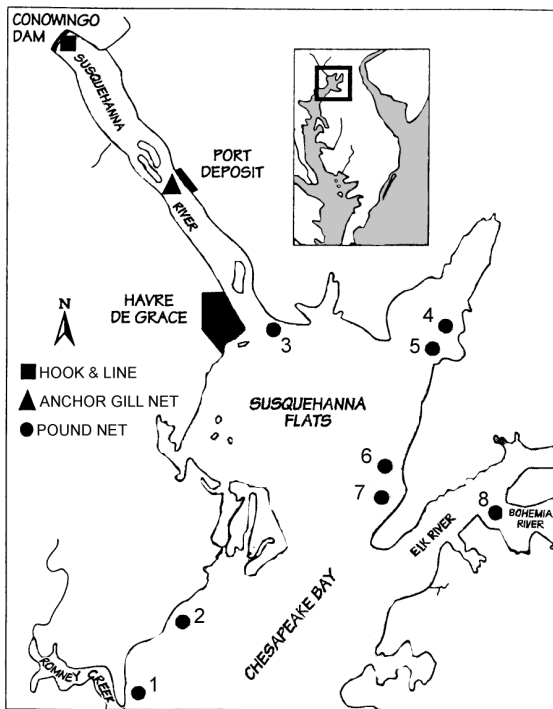 CONOWINGO
DAM
SUSQUEHANNA
RIVER
PORT
DEPOSIT
HAVRE
DE GRACE
N
HOOK & LINE
ANCHOR GILL NET
POUND NET
3
4
5
SUSQUEHANNA
FLATS
6
7
8
BOHEMIA
RIVER
ELK RIVER
CHESAPEAKE BAY
2
1
ROMNEY
CREEK